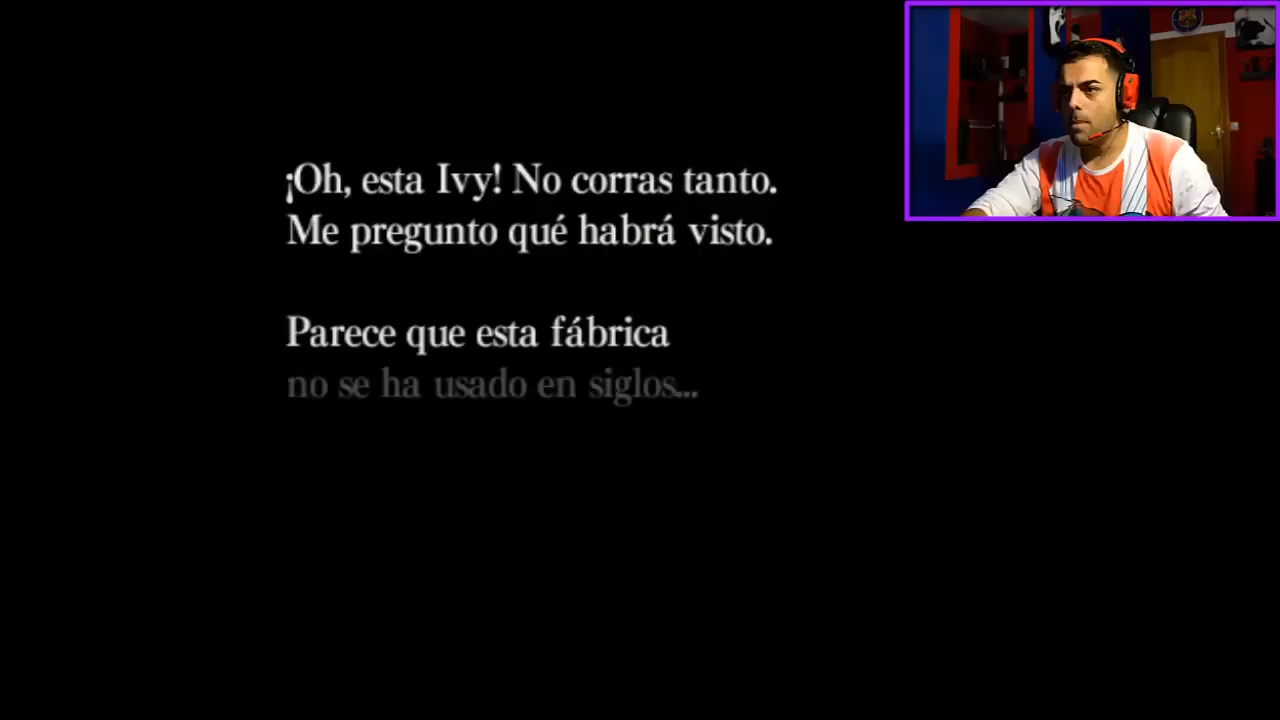 ¡Oh, esta Ivy! No corras tanto.
Me pregunto qué habrá visto.
Parece que esta fábrica
no se ha usado en siglos...